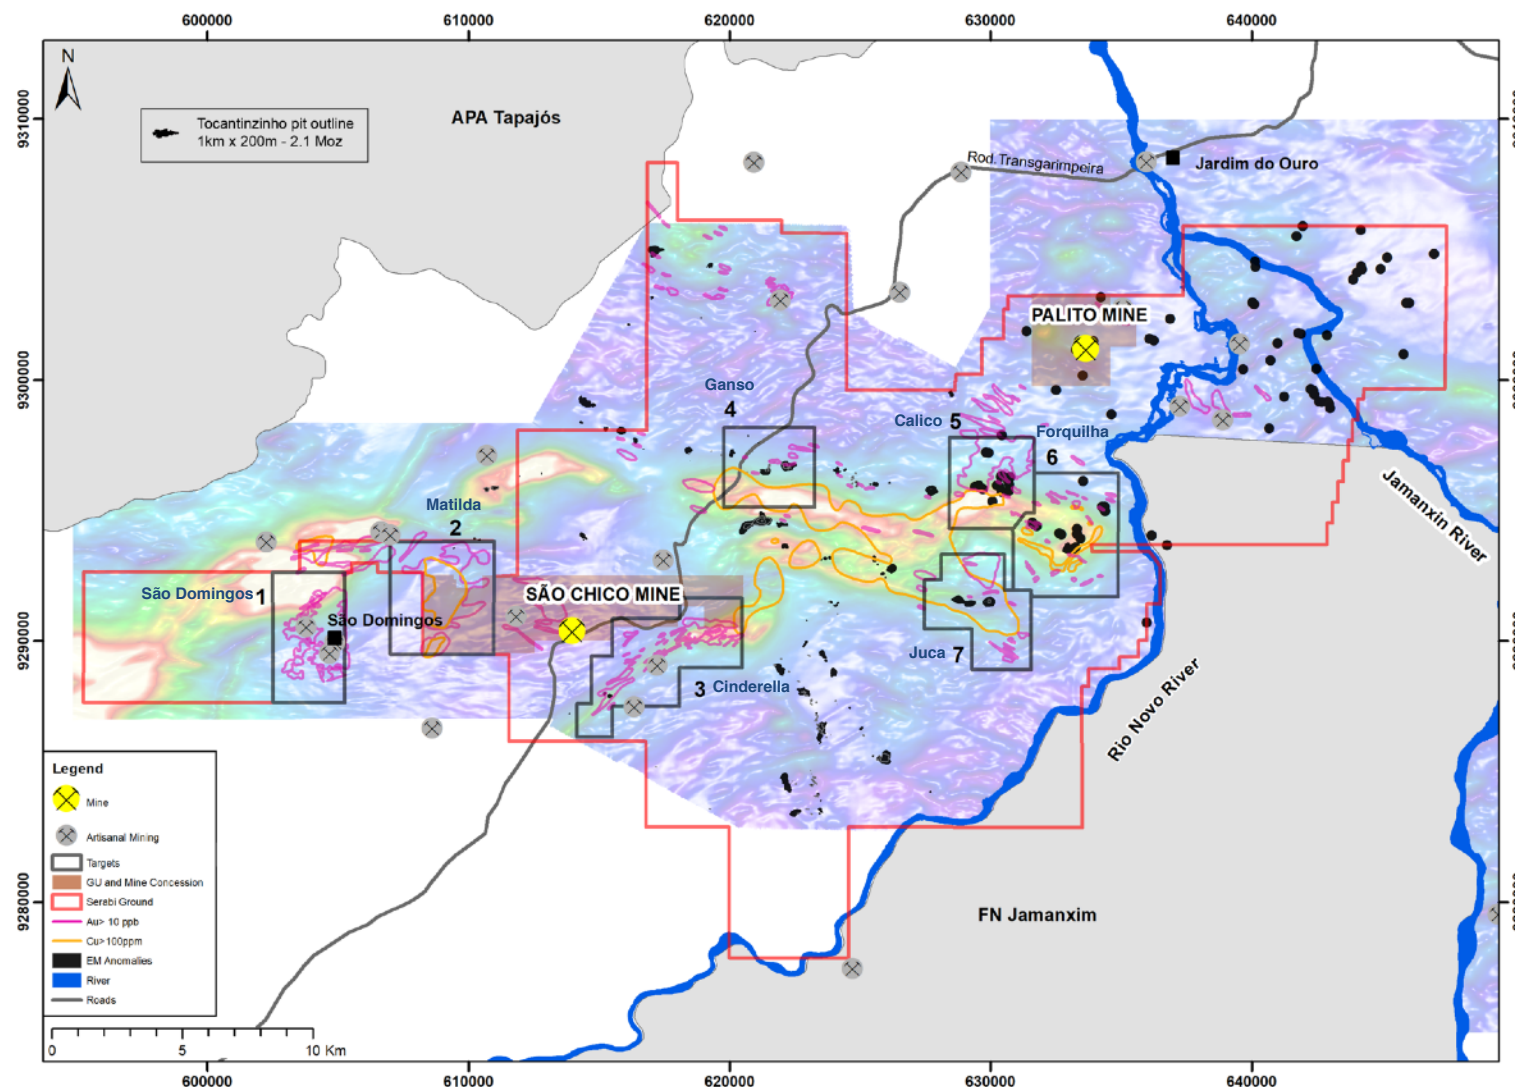 600000
610000
620000
630000
640000
N
9310000
Tocantinzinho pit outline
1km x 200m - 2.1 Moz
APA Tapajós
Rod.Transgarimpeira
Jardim do Ouro
PALITO MINE
9300000
Ganso
4
Calico
5
Forquilha
6
Matilda
2
Jamanxin River
São Domingos
1
São Domingos
SÃO CHICO MINE
9290000
Juca
7
3
Cinderella
Rio Novo River
Legend
Mine
Artisanal Mining
Targets
GU and Mine Concession
Serabi Ground
Au> 10 ppb
Cu>100ppm
EM Anomalies
River
Roads
9280000
FN Jamanxim
0
5
10 Km
600000
610000
620000
630000
640000